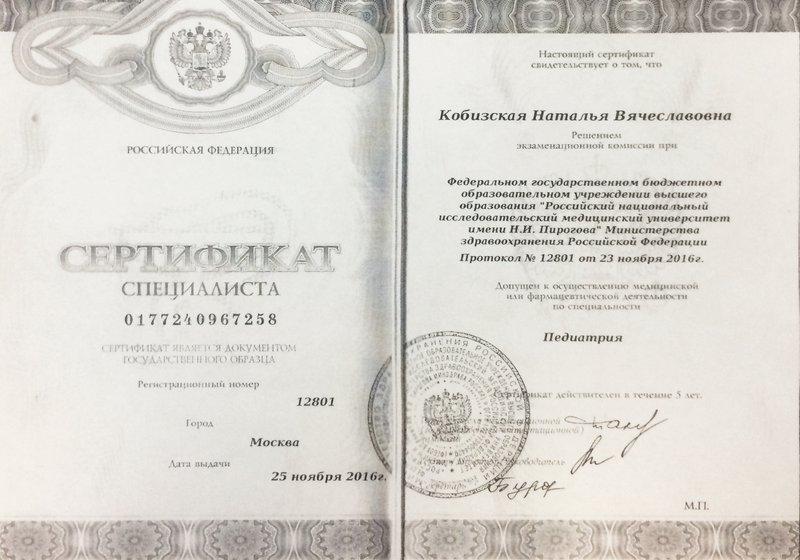 РОССИЙСКАЯ ФЕДЕРАЦИЯ
СЕРТИФИКАТ
СПЕЦИАЛИСТА
0177240967258
СЕРТИФИКАТ ЯВЛЯЕТСЯ ДОКУМЕНТОМ
ГОСУДАРСТВЕННОГО ОБРАЗЦА
Регистрационный номер
12801
Город
Москва
Дата выдачи
25 ноября 2016г.
Настоящий сертификат
свидетельствует о том, что
Кобизская Наталья Вячеславовна
Решением
экзаменационной комиссии при
Федеральном государственном бюджетном
образовательном учреждении высшего
образования "Российский национальный
исследовательский медицинский университет
имени Н.И. Пирогова" Министерства
здравоохранения Российской Федерации
Протокол № 12801 от 23 ноября 2016г.
Допущен к осуществлению медицинской
или фармацевтической деятельности
по специальности
Педиатрия
Сертификат действителен в течение 5 лет.
М.П.